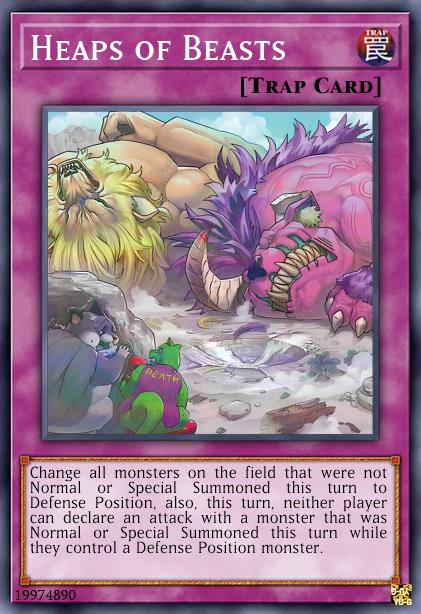 Heaps of Beasts
TRAP
罠
[Trap Card]
DEATH
Change all monsters on the field that were not
Normal or Special Summoned this turn to
Defense Position, also, this turn, neither player
can declare an attack with a monster that was
Normal or Special Summoned this turn while
they control a Defense Position monster.
19974890